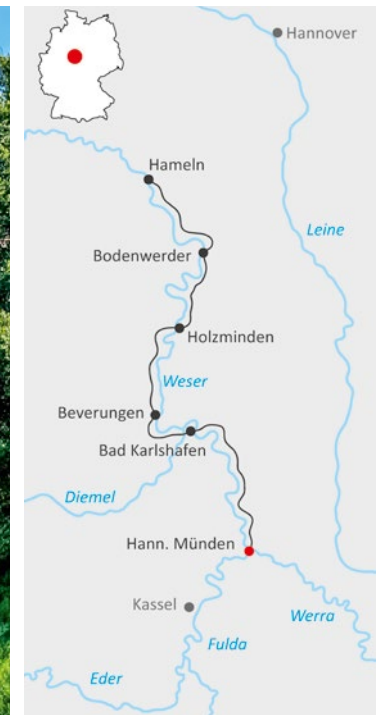 Hannover
Hameln
Leine
Bodenwerder
Holzminden
Weser
Beverungen
Bad Karlshafen
Diemel
Hann. Münden
Kassel
Werra
Fulda
Eder